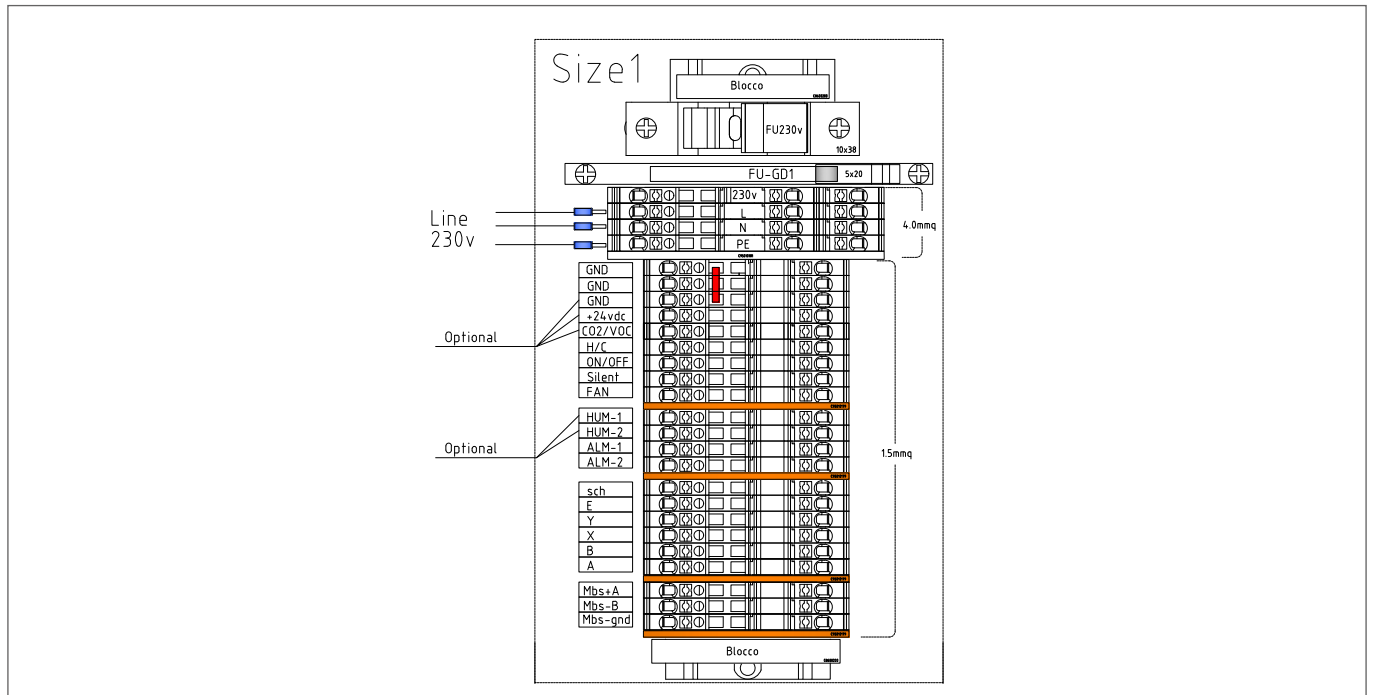 Size1
Blocco
FU230v
10x38
FU-GD1
5x20
230v
Line
230v
L
N
PE
4.0mmq
GND
GND
GND
+24vdc
CO2/VOC
H/C
ON/OFF
Silent
FAN
Optional
HUM-1
HUM-2
ALM-1
ALM-2
Optional
1.5mmq
sch
E
Y
X
B
A
Mbs+A
Mbs-B
Mbs-gnd
Blocco